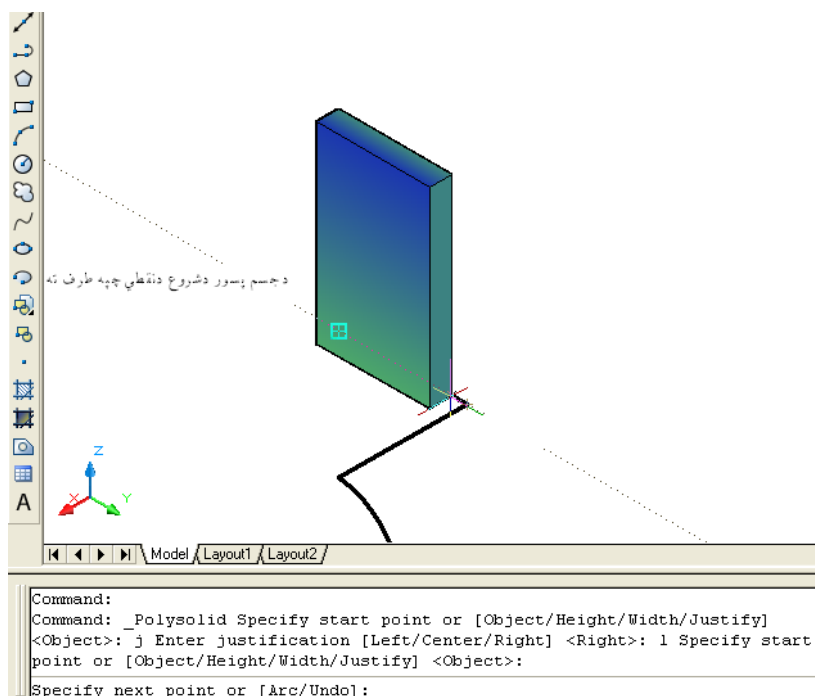 دجسم پسور دشروع دنقطي چپه طرف ته
Z
X
Y
A
Model
Layout1
Layout2
Command:
Command: _Polysolid Specify start point or [Object/Height/Width/Justify]
<Object>: j Enter justification [Left/Center/Right] <Right>: l Specify start
point or [Object/Height/Width/Justify] <Object>:
Specify next point or [Arc/Undo]: